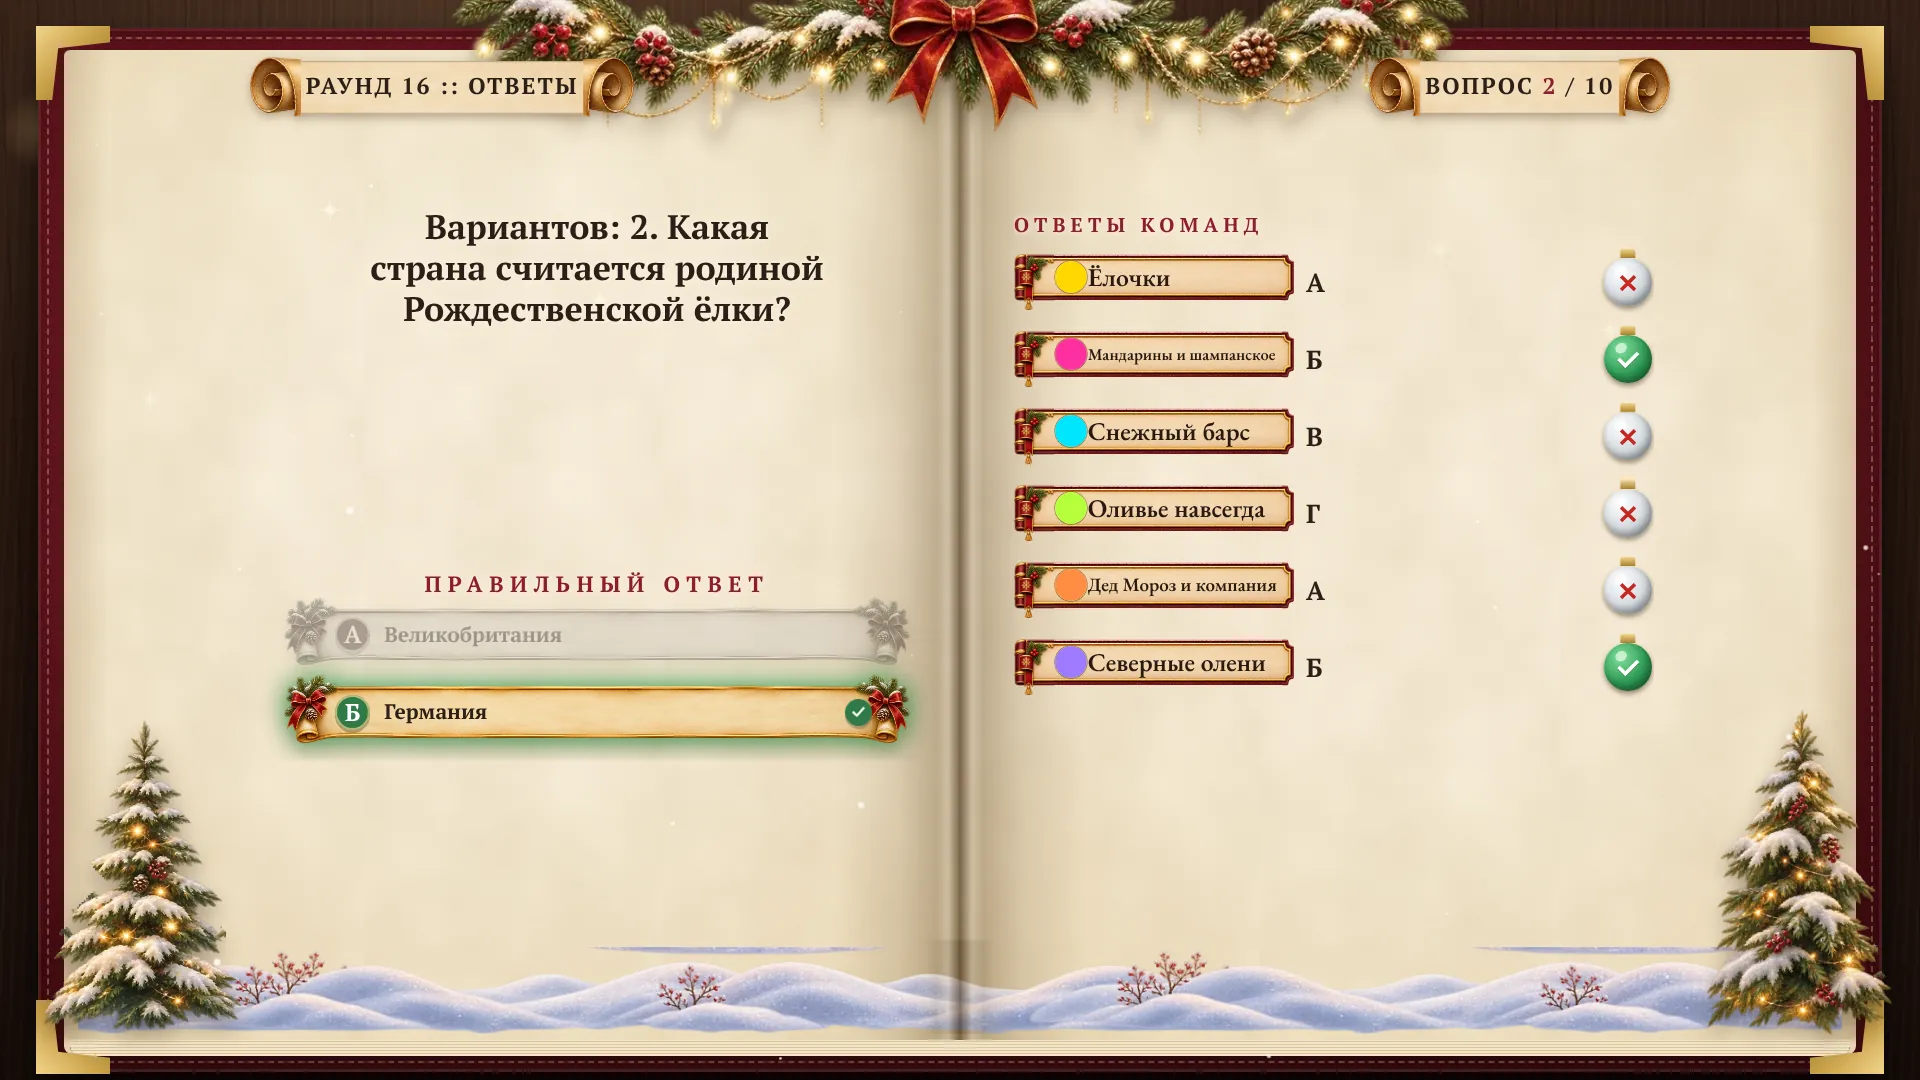 РАУНД 16 :: ОТВЕТЫ
ВОПРОС 2 / 10
Вариантов: 2. Какая
страна считается родиной
Рождественской ёлки?
ПРАВИЛЬНЫЙ ОТВЕТ
А Великобритания
Б Германия
ОТВЕТЫ КОМАНД
Ёлочки А
Мандарины и шампанское Б
Снежный барс В
Оливье навсегда Г
Дед Мороз и компания А
Северные олени Б